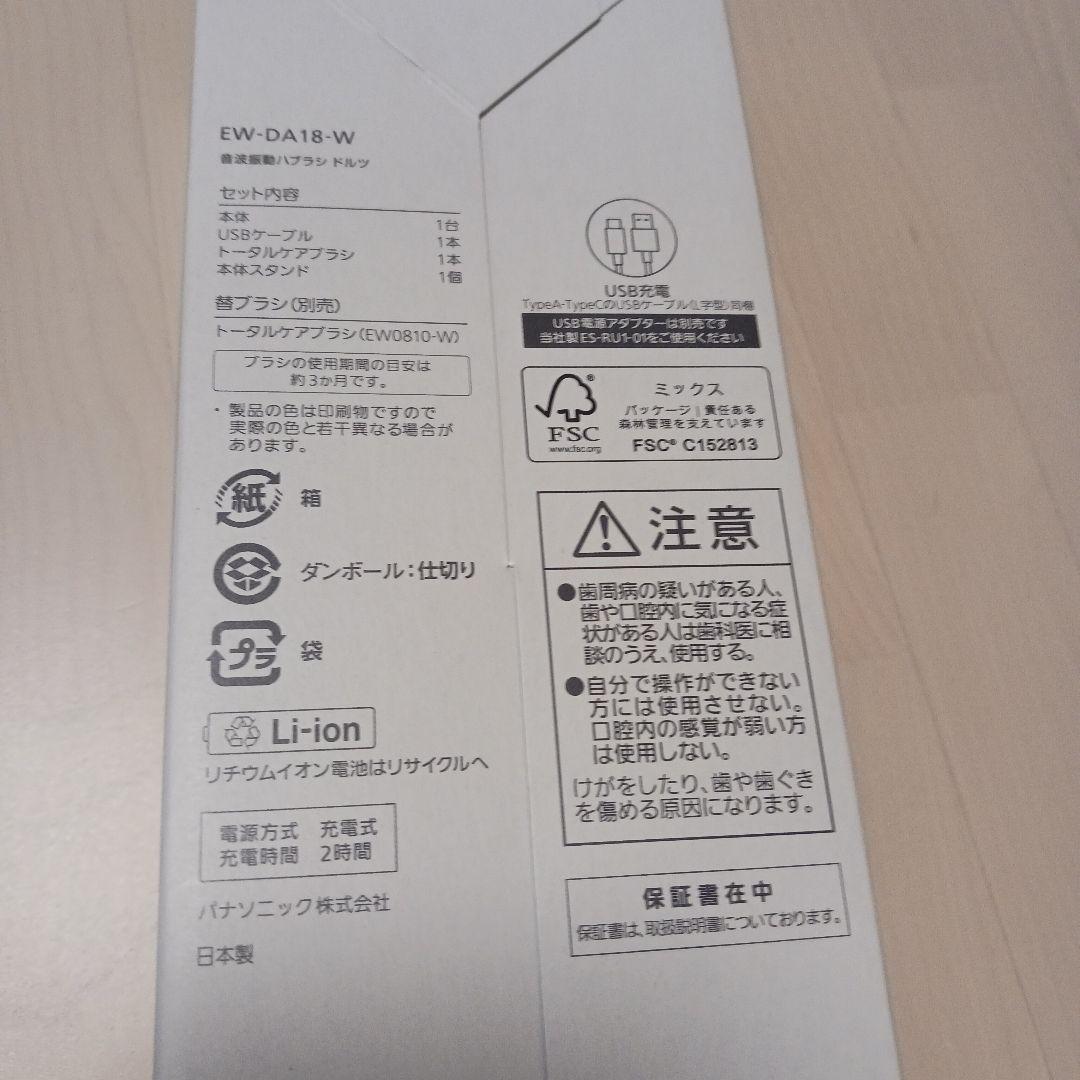 EW-DA18-W
音波振動ハブラシ ドルツ
セット内容
本体 1台
USBケーブル 1本
トータルケアブラシ 1本
本体スタンド 1個
替ブラシ(別売)
トータルケアブラシ(EW0810-W)
ブラシの使用期間の目安は
約3か月です。
・製品の色は印刷物ですので
実際の色と若干異なる場合が
あります。
紙 箱
ダンボール:仕切り
プラ 袋
Li-ion
リチウムイオン電池はリサイクルへ
電源方式 充電式
充電時間 2時間
パナソニック株式会社
日本製
USB充電
TypeA-TypeCのUSBケーブル(L字型)同梱
USB電源アダプターは別売です
当社製ES-RU1-01をご使用ください
FSC®
www.fsc.org
ミックス
パッケージ|責任ある
森林管理を支えています
FSC® C152813
注意
●歯周病の疑いがある人、
歯や口腔内に気になる症
状がある人は歯科医に相
談のうえ、使用する。
●自分で操作ができない
方には使用させない。
口腔内の感覚が弱い方
は使用しない。
けがをしたり、歯や歯ぐき
を傷める原因になります。
保証書在中
保証書は、取扱説明書についております。